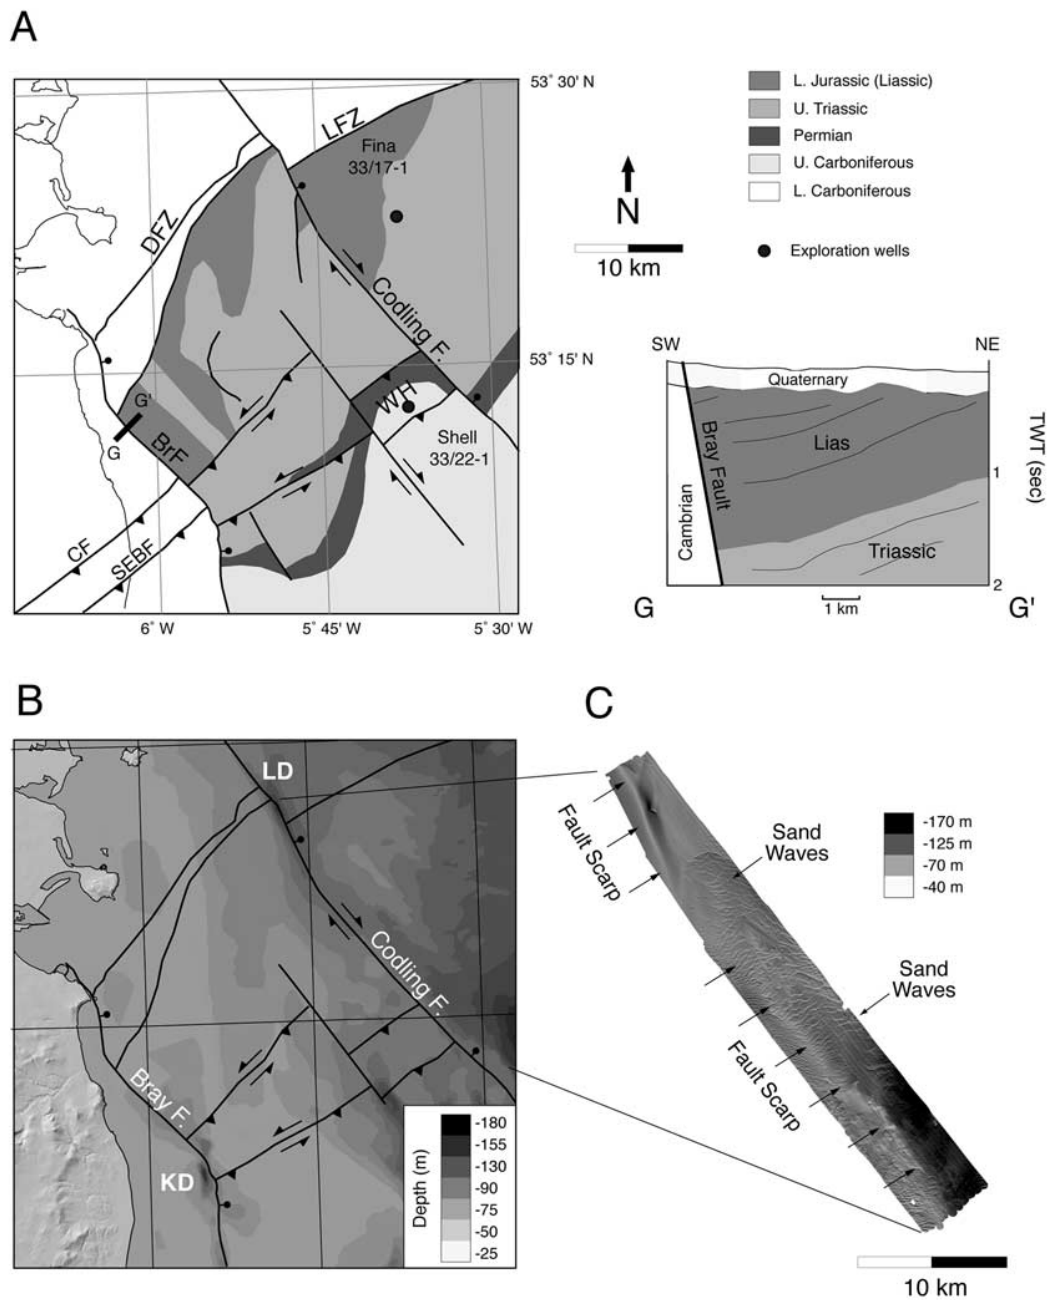 A
53° 30' N
53° 15' N
6° W
5° 45' W
5° 30' W
LFZ
Fina
33/17-1
DFZ
Codling F.
WH
Shell
33/22-1
G'
G
BrF
CF
SEBF
L. Jurassic (Liassic)
U. Triassic
Permian
U. Carboniferous
L. Carboniferous
N
10 km
Exploration wells
SW
NE
Quaternary
Bray Fault
Lias
Cambrian
Triassic
1
2
TWT (sec)
G
1 km
G'
B
LD
Codling F.
Bray F.
KD
Depth (m)
-180
-155
-130
-90
-75
-50
-25
C
Fault Scarp
Sand
Waves
-170 m
-125 m
-70 m
-40 m
Sand
Waves
Fault Scarp
10 km